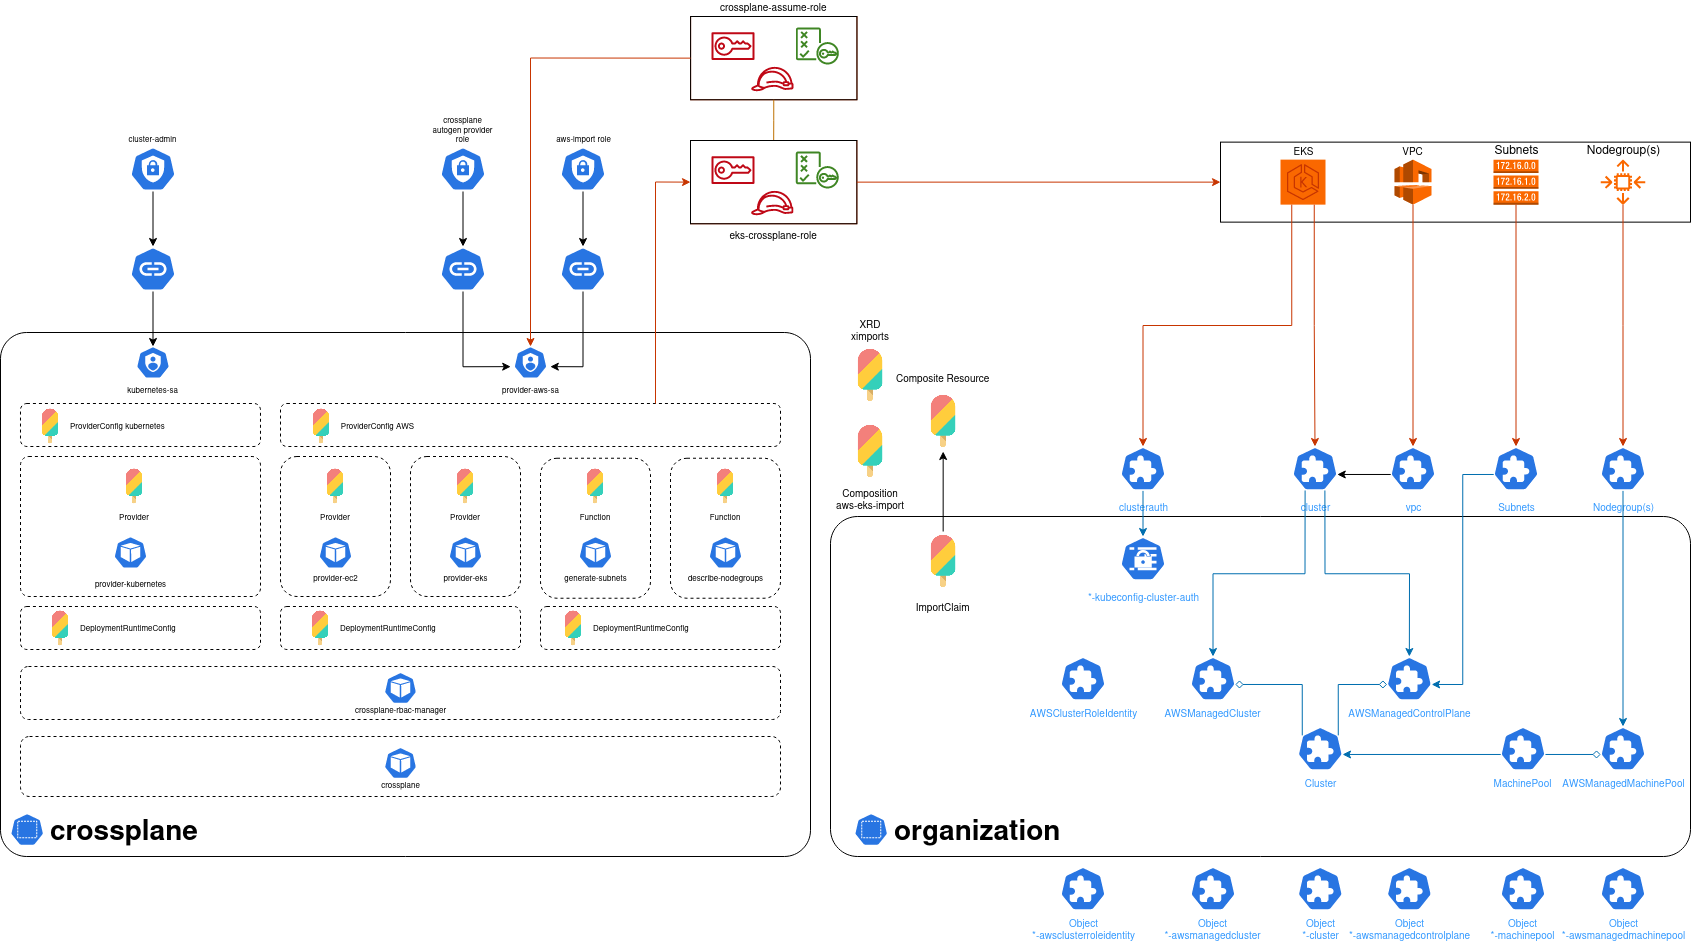 crossplane-assume-role
crossplane
autogen provider
role
cluster-admin
aws-import role
eks-crossplane-role
EKS
VPC
Subnets
Nodegroup(s)
172.16.0.0
172.16.1.0
172.16.2.0
kubernetes-sa
provider-aws-sa
ProviderConfig kubernetes
ProviderConfig AWS
Provider
provider-kubernetes
Provider
provider-ec2
Provider
provider-eks
Function
generate-subnets
Function
describe-nodegroups
DeploymentRuntimeConfig
DeploymentRuntimeConfig
DeploymentRuntimeConfig
crossplane-rbac-manager
crossplane
crossplane
XRD
ximports
Composite Resource
Composition
aws-eks-import
ImportClaim
clusterauth
cluster
vpc
Subnets
Nodegroup(s)
*-kubeconfig-cluster-auth
AWSClusterRoleIdentity
AWSManagedCluster
AWSManagedControlPlane
Cluster
MachinePool
AWSManagedMachinePool
organization
Object
*-awsclusterroleidentity
Object
*-awsmanagedcluster
Object
*-cluster
Object
*-awsmanagedcontrolplane
Object
*-machinepool
Object
*-awsmanagedmachinepool